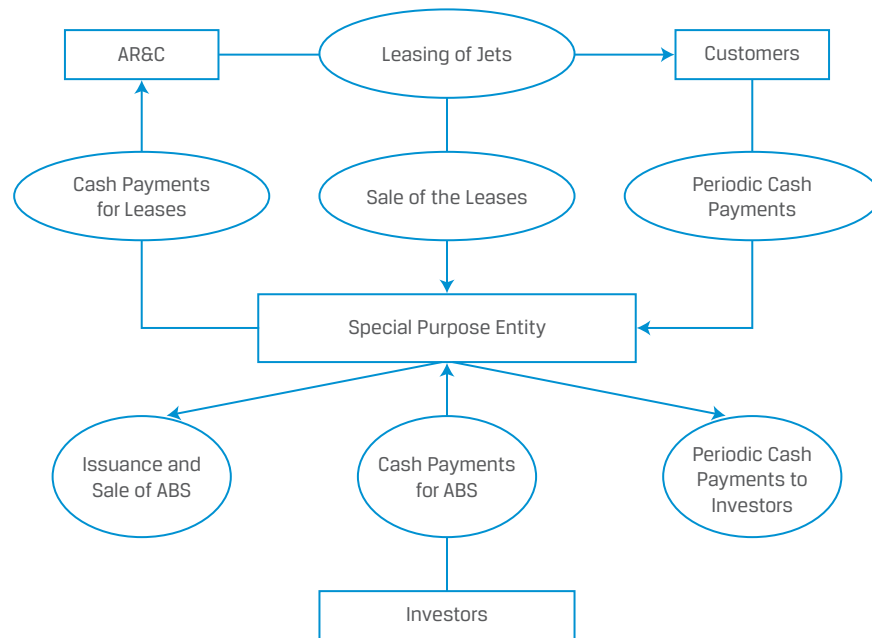 AR&C
Leasing of Jets
Customers
Cash Payments
for Leases
Sale of the Leases
Periodic Cash
Payments
Special Purpose Entity
Issuance and
Sale of ABS
Cash Payments
for ABS
Periodic Cash
Payments to
Investors
Investors